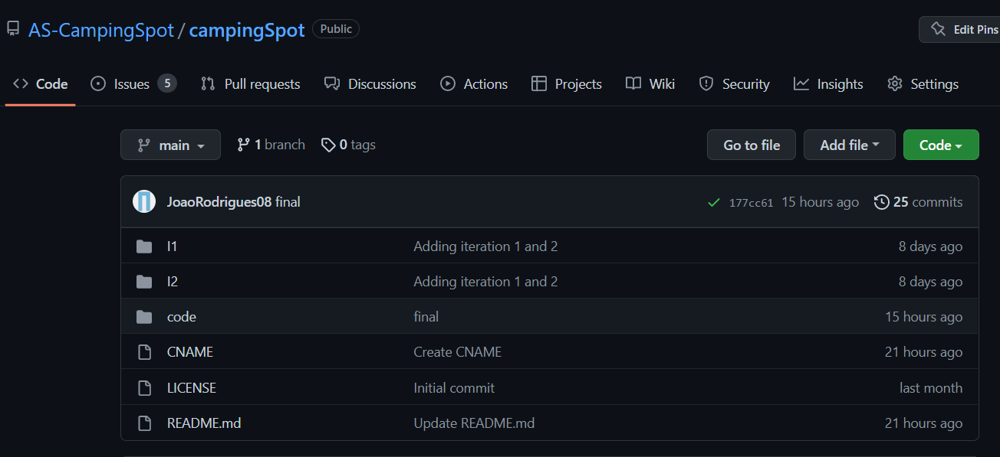 AS-CampingSpot / campingSpot Public Edit Pins
Code Issues 5 Pull requests Discussions Actions Projects Wiki Security Insights Settings
main 1 branch 0 tags Go to file Add file Code
JoaoRodrigues08 final 177cc61 15 hours ago 25 commits
I1 Adding iteration 1 and 2 8 days ago
I2 Adding iteration 1 and 2 8 days ago
code final 15 hours ago
CNAME Create CNAME 21 hours ago
LICENSE Initial commit last month
README.md Update README.md 21 hours ago